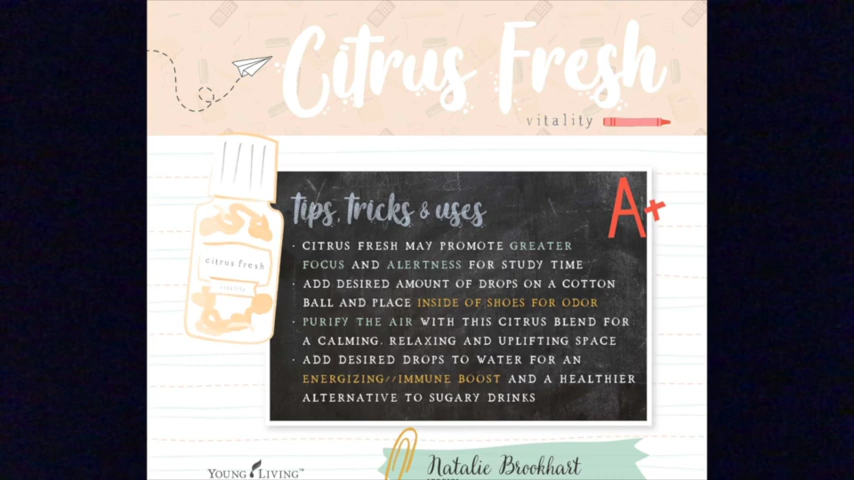 Citrus Fresh
vitality
citrus fresh
vitality
tips, tricks & uses
A+
· CITRUS FRESH MAY PROMOTE GREATER
FOCUS AND ALERTNESS FOR STUDY TIME
· ADD DESIRED AMOUNT OF DROPS ON A COTTON
BALL AND PLACE INSIDE OF SHOES FOR ODOR
· PURIFY THE AIR WITH THIS CITRUS BLEND FOR
A CALMING, RELAXING AND UPLIFTING SPACE
· ADD DESIRED DROPS TO WATER FOR AN
ENERGIZING//IMMUNE BOOST AND A HEALTHIER
ALTERNATIVE TO SUGARY DRINKS
YOUNG LIVING™
Natalie Brookhart